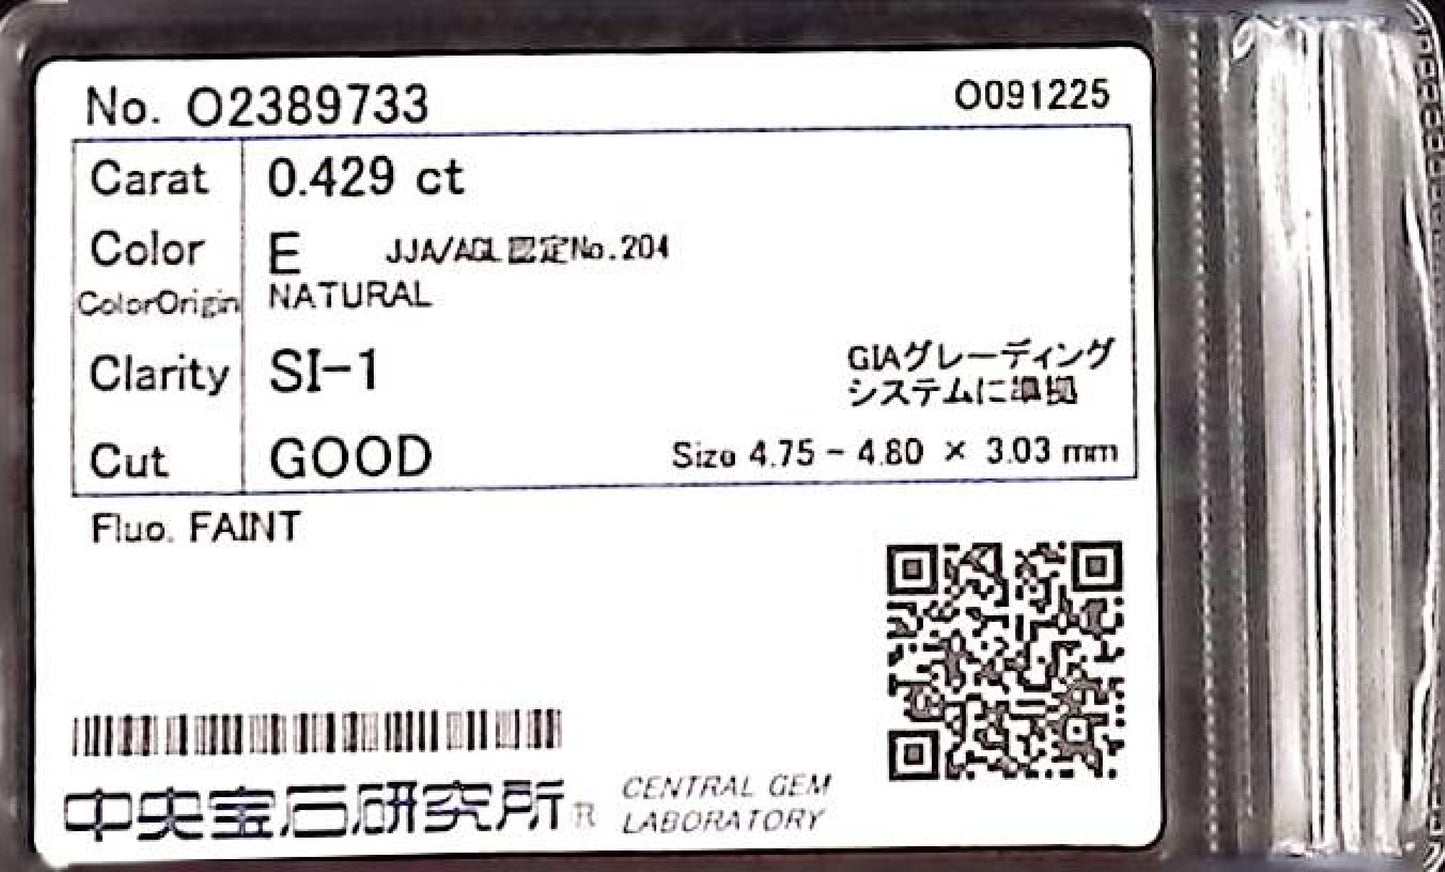 No. O2389733
O091225
Carat 0.429 ct
Color E JJA/AGL認定No.204
ColorOrigin NATURAL
Clarity SI-1
GIAグレーディング
システムに準拠
Cut GOOD Size 4.75 - 4.80 × 3.03 mm
Fluo. FAINT
中央宝石研究所®
CENTRAL GEM
LABORATORY